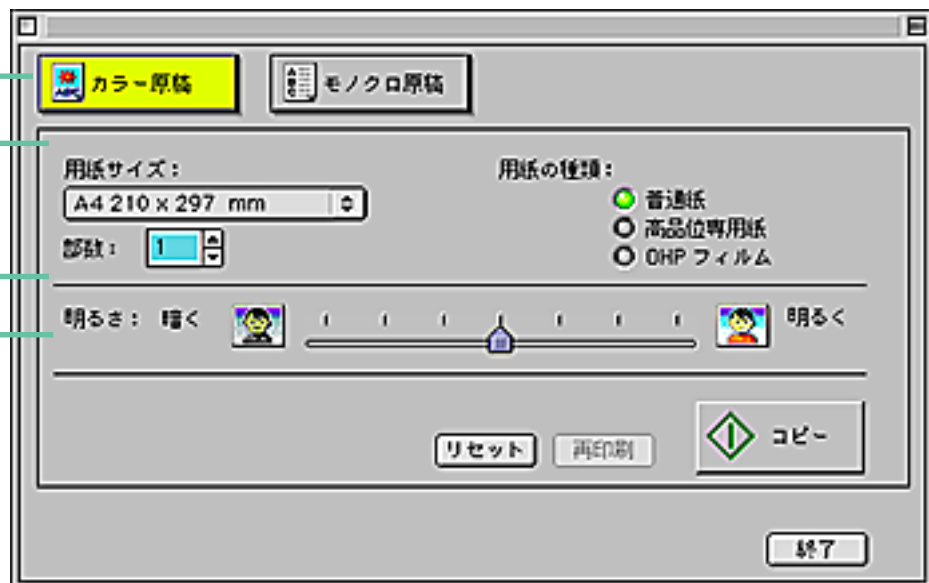 カラー原稿 モノクロ原稿
用紙サイズ： 用紙の種類：
A4 210 x 297 mm 普通紙
高品位専用紙
部数： 1 OHP フィルム
明るさ： 暗く 明るく
リセット 再印刷 コピー
終了